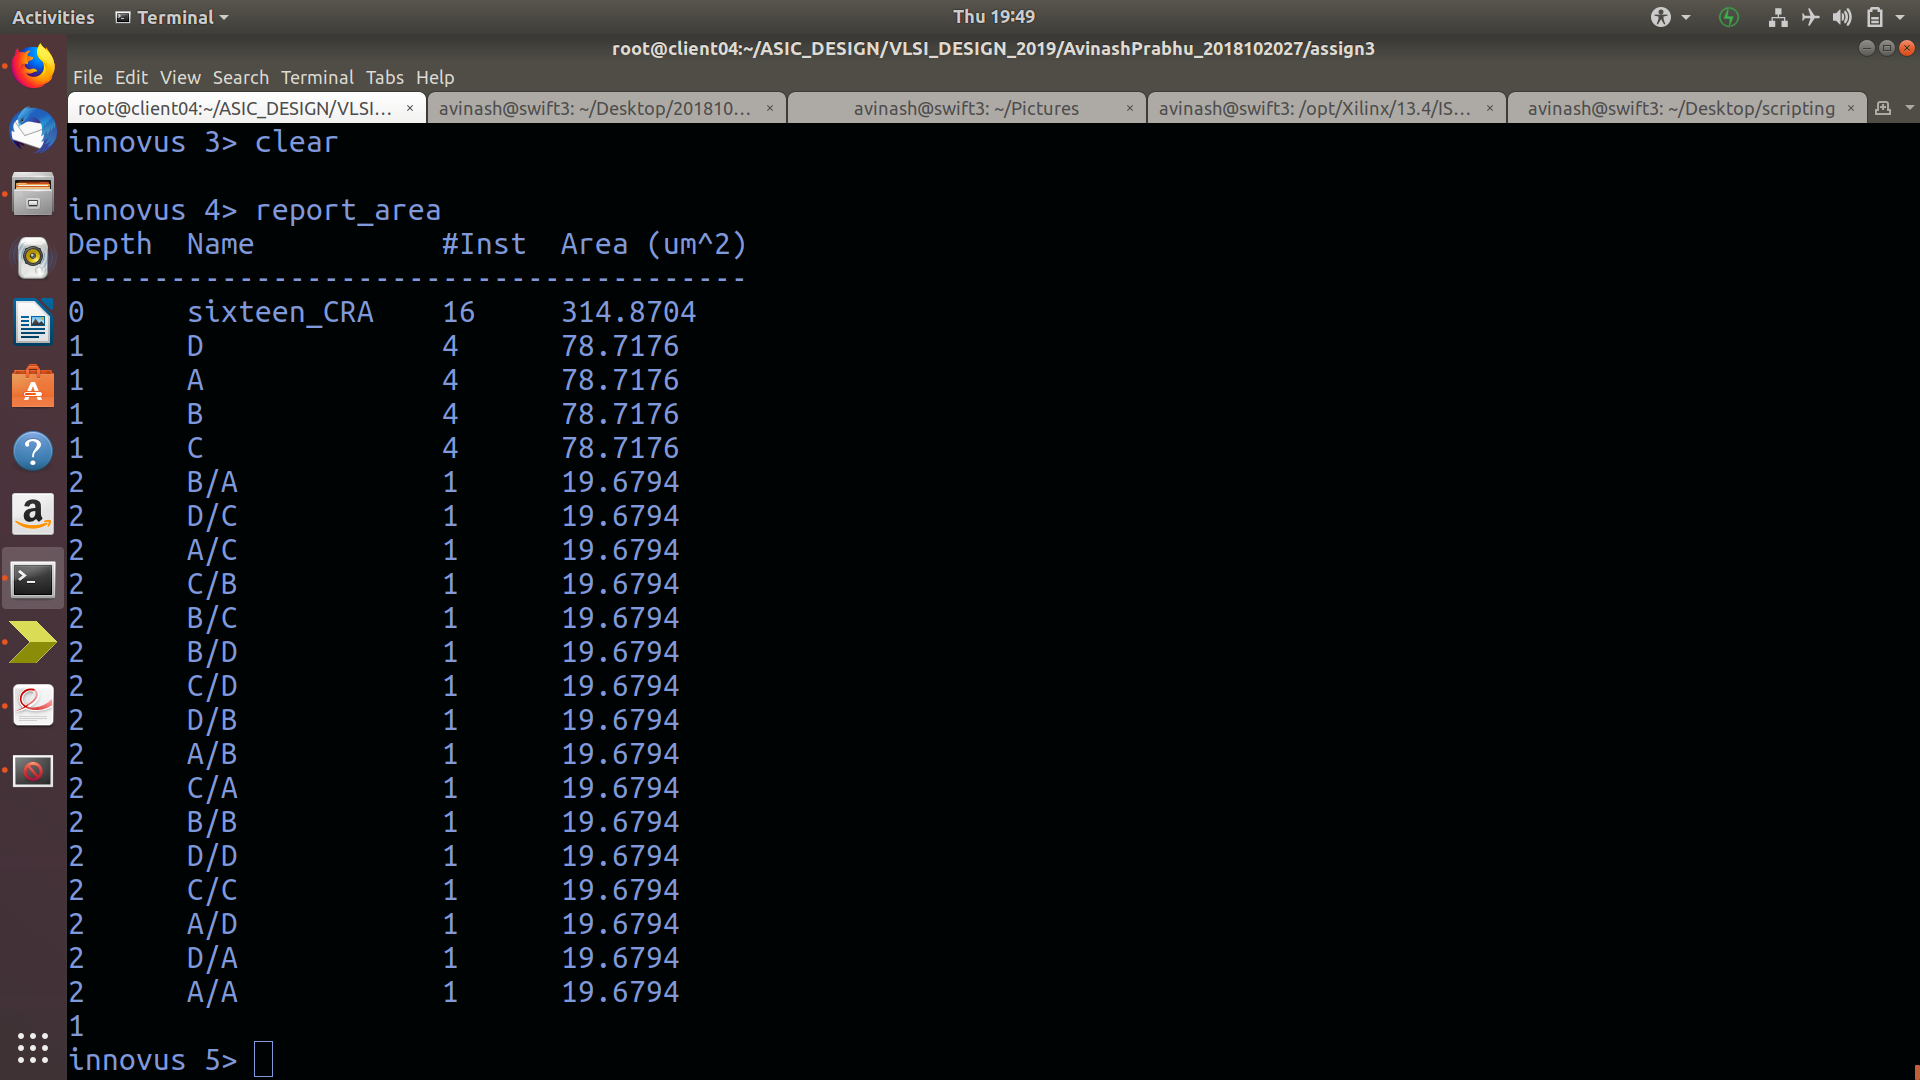 Activities Terminal Thu 19:49
root@client04:~/ASIC_DESIGN/VLSI_DESIGN_2019/AvinashPrabhu_2018102027/assign3
File Edit View Search Terminal Tabs Help
root@client04:~/ASIC_DESIGN/VLSI... × avinash@swift3: ~/Desktop/201810... × avinash@swift3: ~/Pictures × avinash@swift3: /opt/Xilinx/13.4/IS... × avinash@swift3: ~/Desktop/scripting ×
innovus 3> clear
innovus 4> report_area
Depth Name #Inst Area (um^2)
----------------------------------------
0 sixteen_CRA 16 314.8704
1 D 4 78.7176
1 A 4 78.7176
1 B 4 78.7176
1 C 4 78.7176
2 B/A 1 19.6794
2 D/C 1 19.6794
2 A/C 1 19.6794
2 C/B 1 19.6794
2 B/C 1 19.6794
2 B/D 1 19.6794
2 C/D 1 19.6794
2 D/B 1 19.6794
2 A/B 1 19.6794
2 C/A 1 19.6794
2 B/B 1 19.6794
2 D/D 1 19.6794
2 C/C 1 19.6794
2 A/D 1 19.6794
2 D/A 1 19.6794
2 A/A 1 19.6794
1
innovus 5>